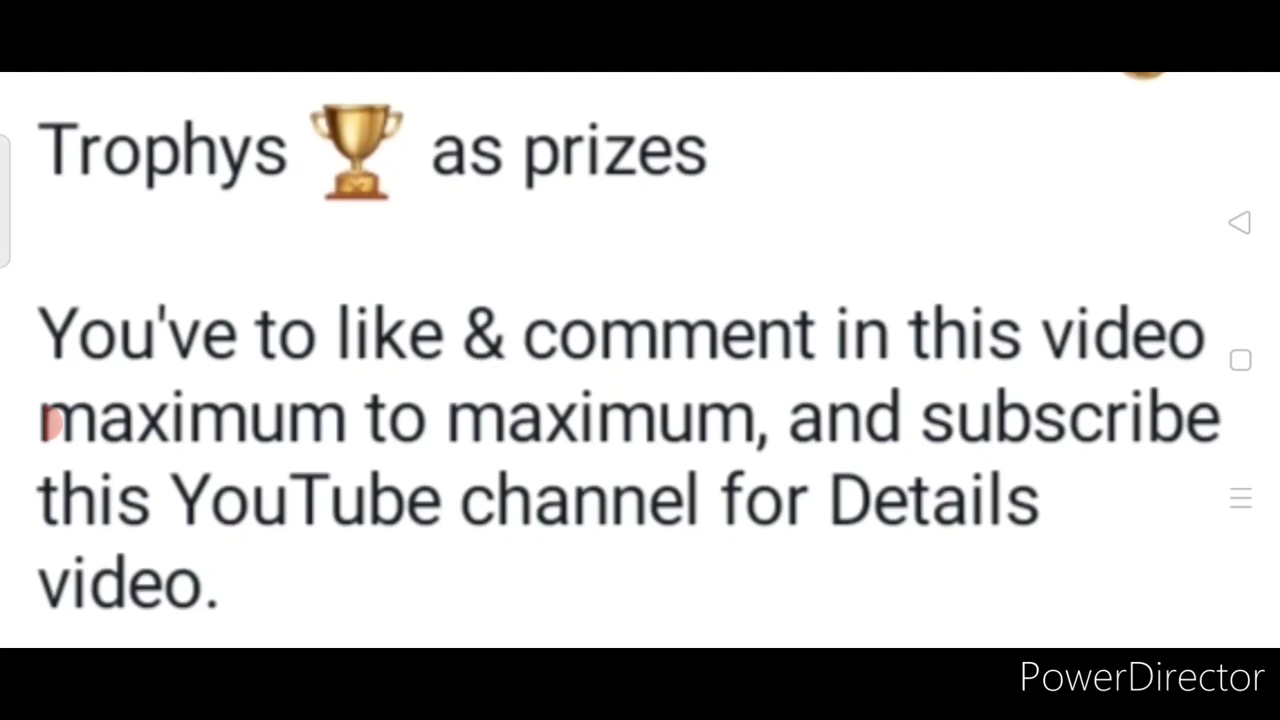 Trophys 🏆 as prizes
You've to like & comment in this video
maximum to maximum, and subscribe
this YouTube channel for Details
video.
PowerDirector